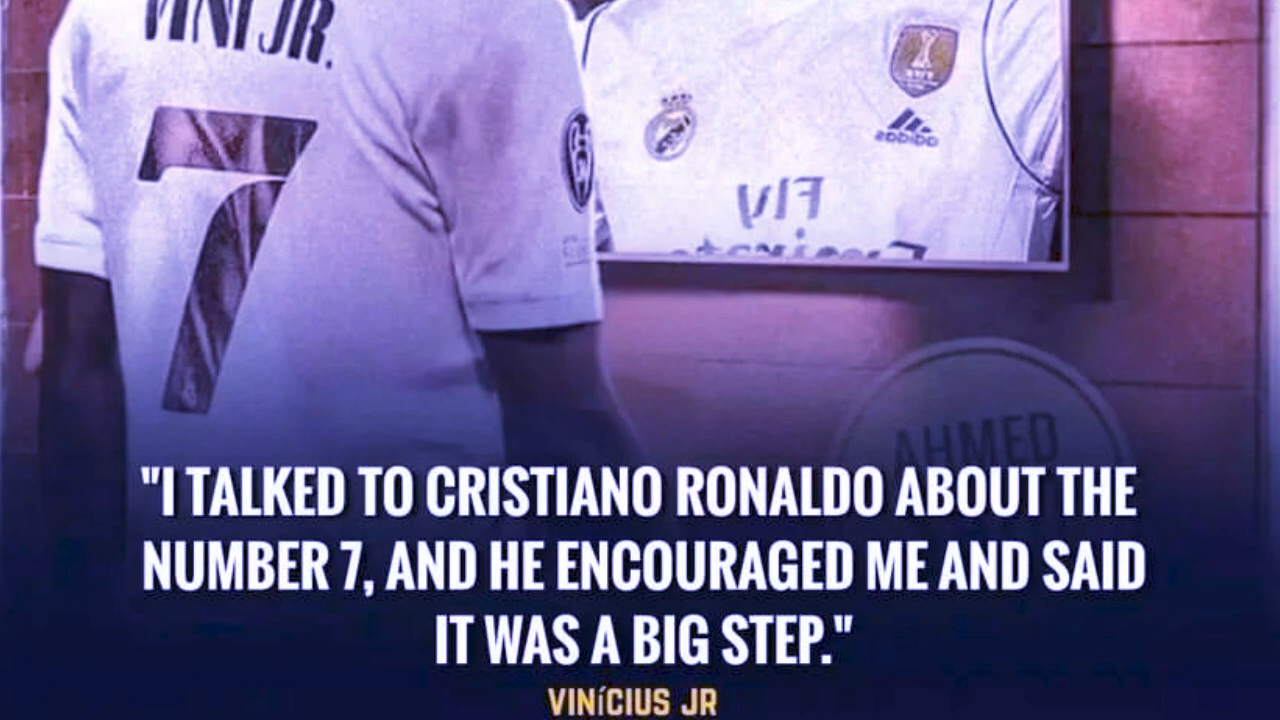 VINI JR.
7
adidas
Fly
Emirates
AHMED
"I TALKED TO CRISTIANO RONALDO ABOUT THE
NUMBER 7, AND HE ENCOURAGED ME AND SAID
IT WAS A BIG STEP."
VINíCIUS JR